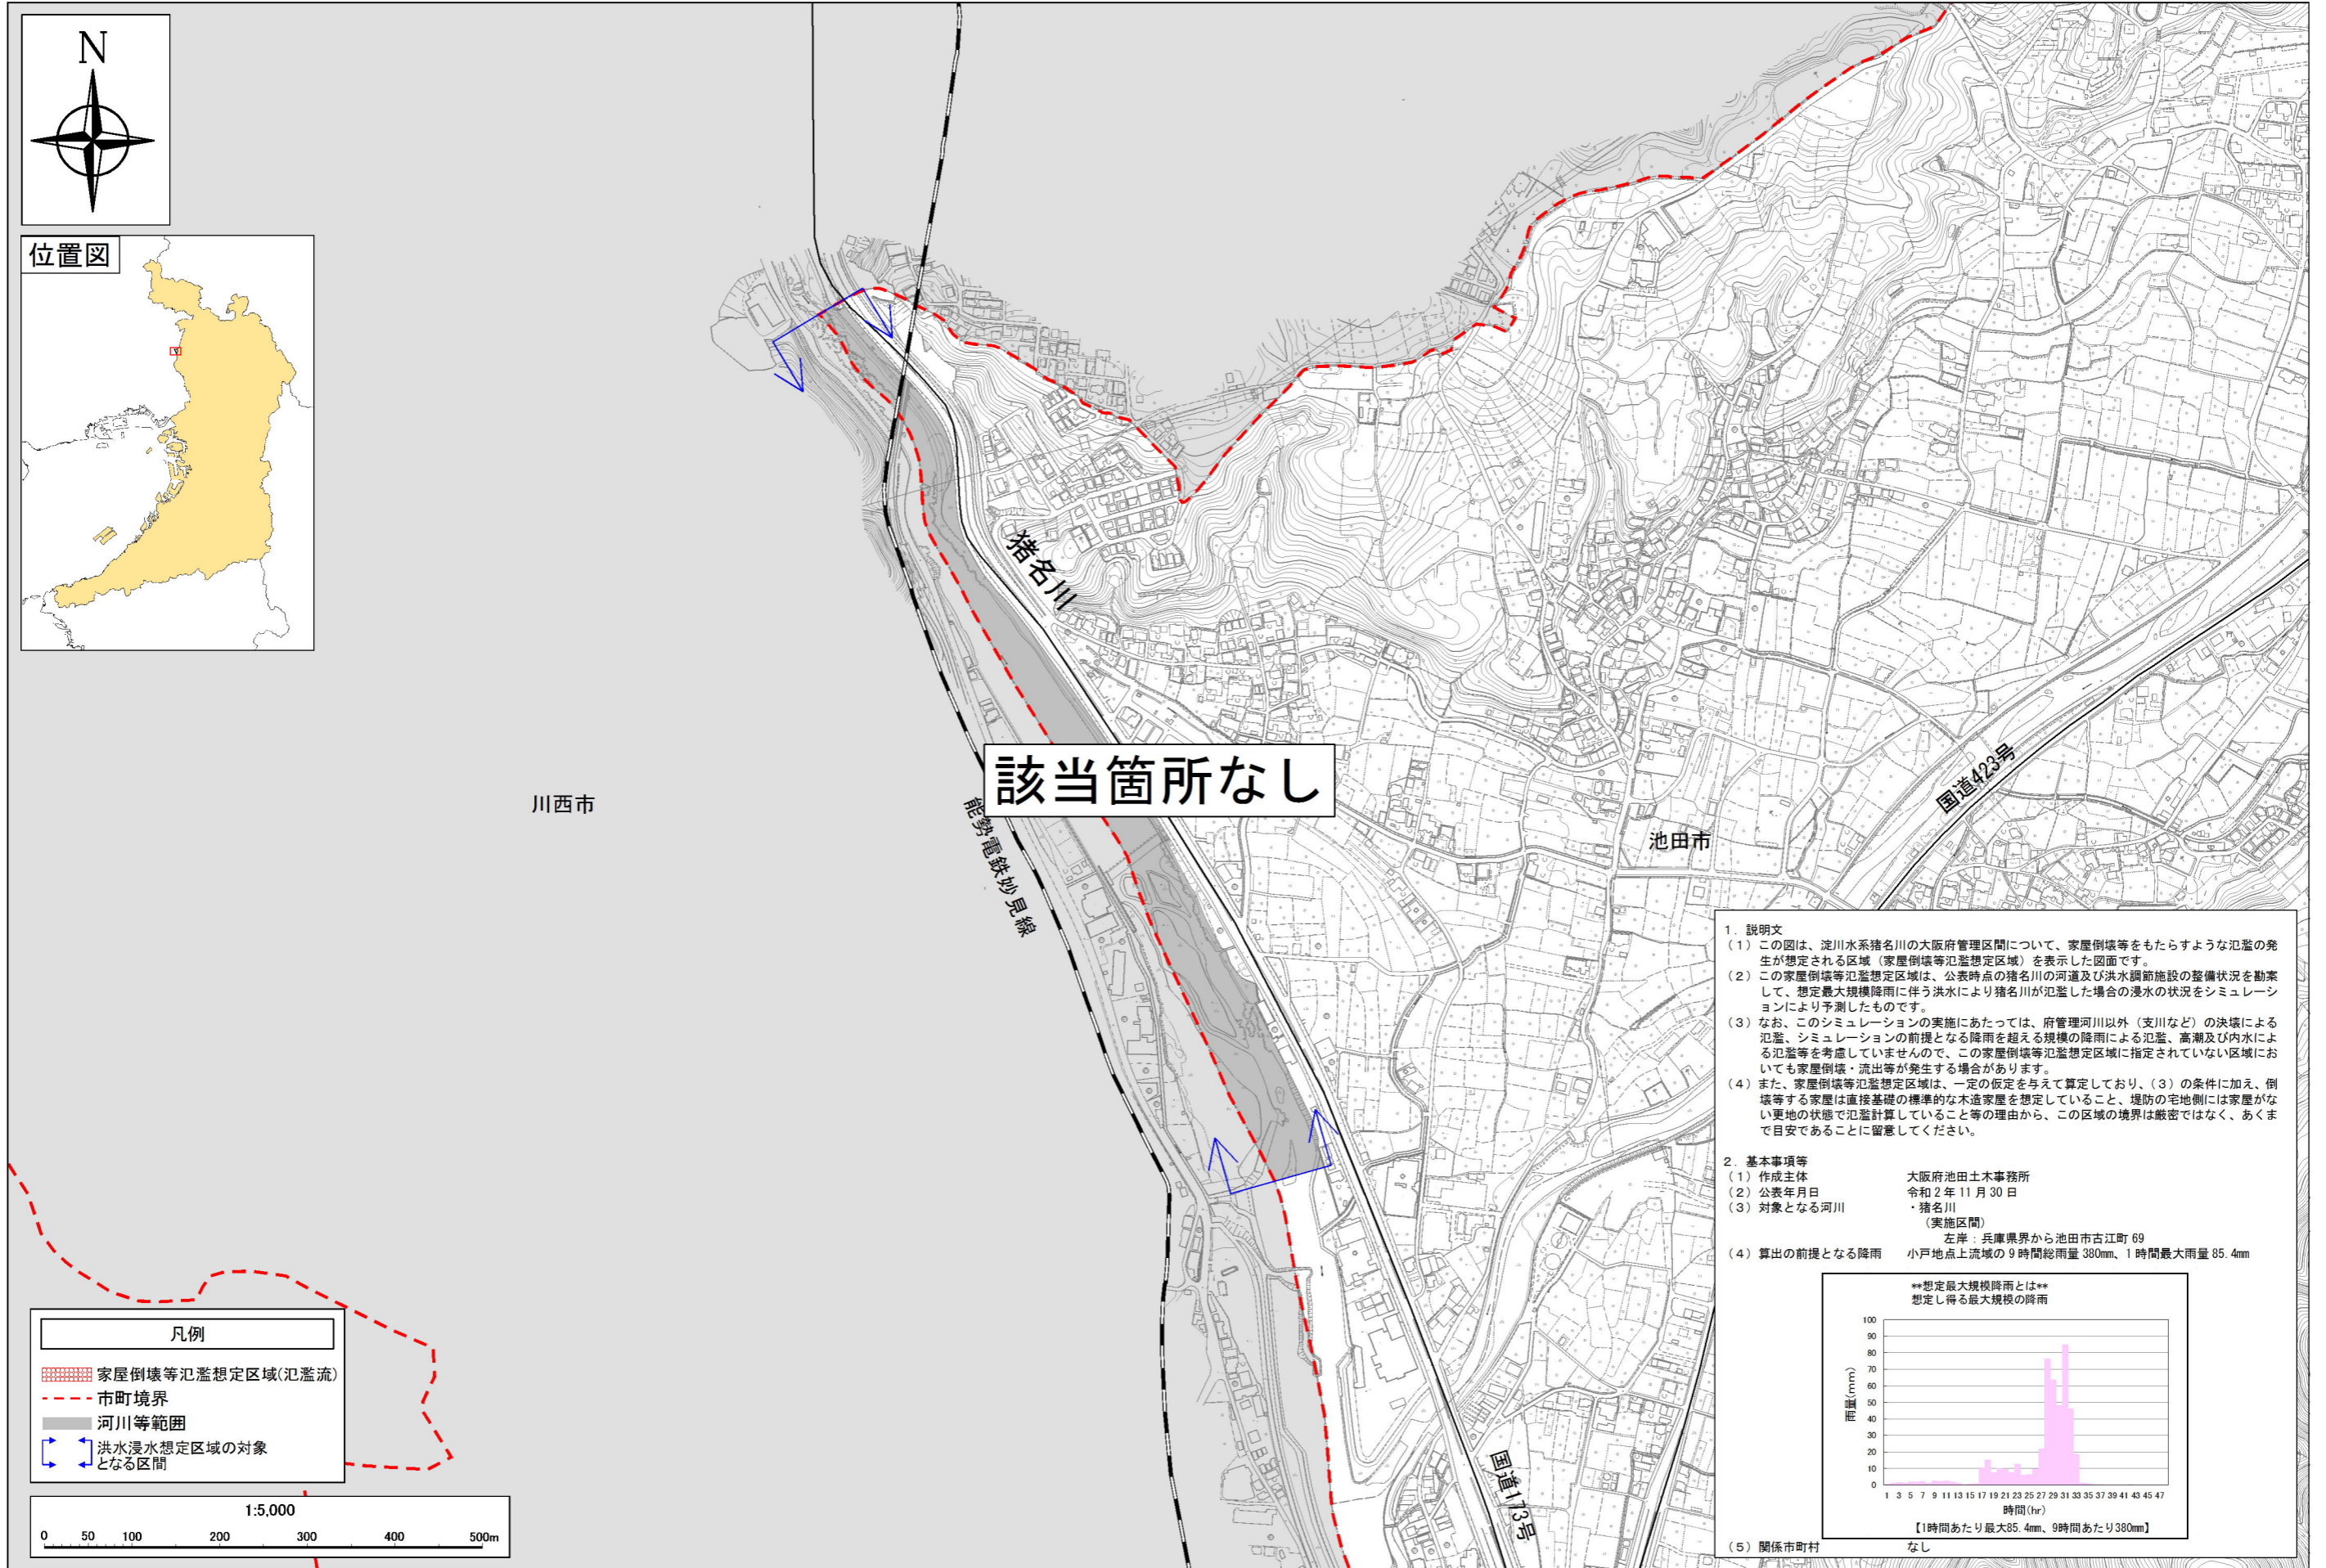 N
位置図
猪名川
該当箇所なし
川西市
能勢電鉄妙見線
池田市
国道423号
国道173号
1．説明文
（1）この図は、淀川水系猪名川の大阪府管理区間について、家屋倒壊等をもたらすような氾濫の発
生が想定される区域（家屋倒壊等氾濫想定区域）を表示した図面です。
（2）この家屋倒壊等氾濫想定区域は、公表時点の猪名川の河道及び洪水調節施設の整備状況を勘案
して、想定最大規模降雨に伴う洪水により猪名川が氾濫した場合の浸水の状況をシミュレーシ
ョンにより予測したものです。
（3）なお、このシミュレーションの実施にあたっては、府管理河川以外（支川など）の決壊による
氾濫、シミュレーションの前提となる降雨を超える規模の降雨による氾濫、高潮及び内水によ
る氾濫等を考慮していませんので、この家屋倒壊等氾濫想定区域に指定されていない区域にお
いても家屋倒壊・流出等が発生する場合があります。
（4）また、家屋倒壊等氾濫想定区域は、一定の仮定を与えて算定しており、（3）の条件に加え、倒
壊等する家屋は直接基礎の標準的な木造家屋を想定していること、堤防の宅地側には家屋がな
い更地の状態で氾濫計算していること等の理由から、この区域の境界は厳密ではなく、あくま
で目安であることに留意してください。
2．基本事項等
（1）作成主体 大阪府池田土木事務所
（2）公表年月日 令和2年11月30日
（3）対象となる河川 ・猪名川
（実施区間）
左岸：兵庫県界から池田市古江町69
（4）算出の前提となる降雨 小戸地点上流域の9時間総雨量380mm、1時間最大雨量85.4mm
**想定最大規模降雨とは**
想定し得る最大規模の降雨
雨量(mm)
100
90
80
70
60
50
40
30
20
10
0
1 3 5 7 9 11 13 15 17 19 21 23 25 27 29 31 33 35 37 39 41 43 45 47
時間(hr)
【1時間あたり最大85.4mm、9時間あたり380mm】
（5）関係市町村 なし
凡例
家屋倒壊等氾濫想定区域(氾濫流)
市町境界
河川等範囲
洪水浸水想定区域の対象
となる区間
1:5,000
0 50 100 200 300 400 500m